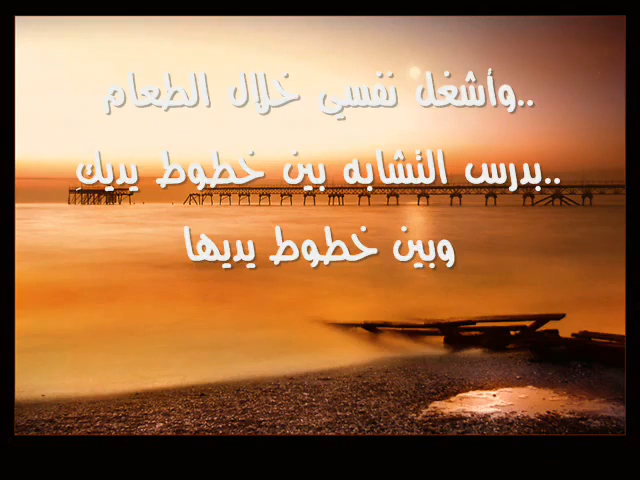 ..وأشغل نفسي خلال الطعام
..بدرس التشابه بين خطوط يديكِ
وبين خطوط يديها